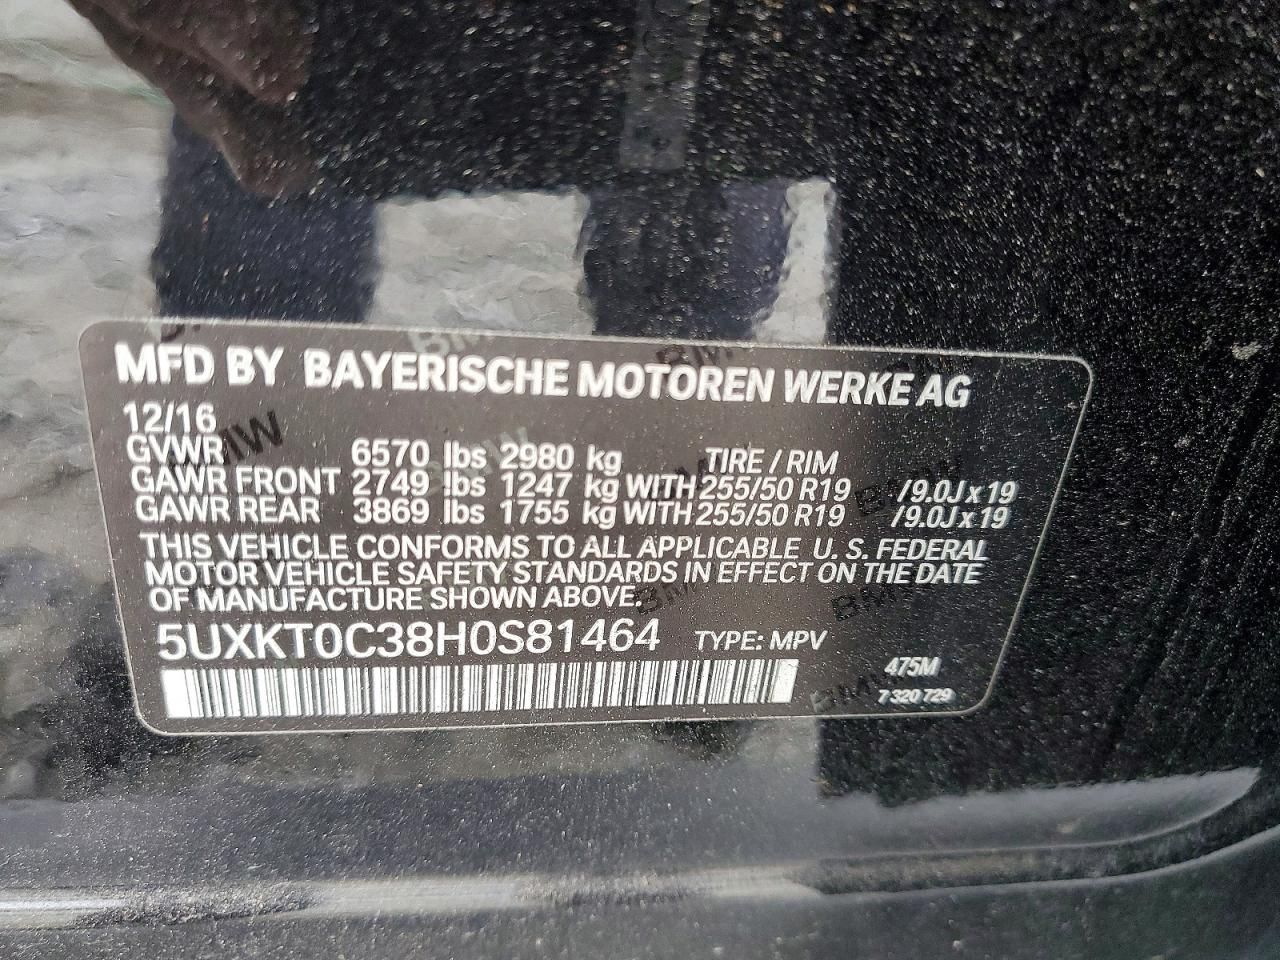 MFD BY BAYERISCHE MOTOREN WERKE AG
12/16
GVWR 6570 lbs 2980 kg TIRE / RIM
GAWR FRONT 2749 lbs 1247 kg WITH 255/50 R19 /9.0J x 19
GAWR REAR 3869 lbs 1755 kg WITH 255/50 R19 /9.0J x 19
THIS VEHICLE CONFORMS TO ALL APPLICABLE U. S. FEDERAL
MOTOR VEHICLE SAFETY STANDARDS IN EFFECT ON THE DATE
OF MANUFACTURE SHOWN ABOVE.
5UXKT0C38H0S81464 TYPE: MPV
475M
7 320 729